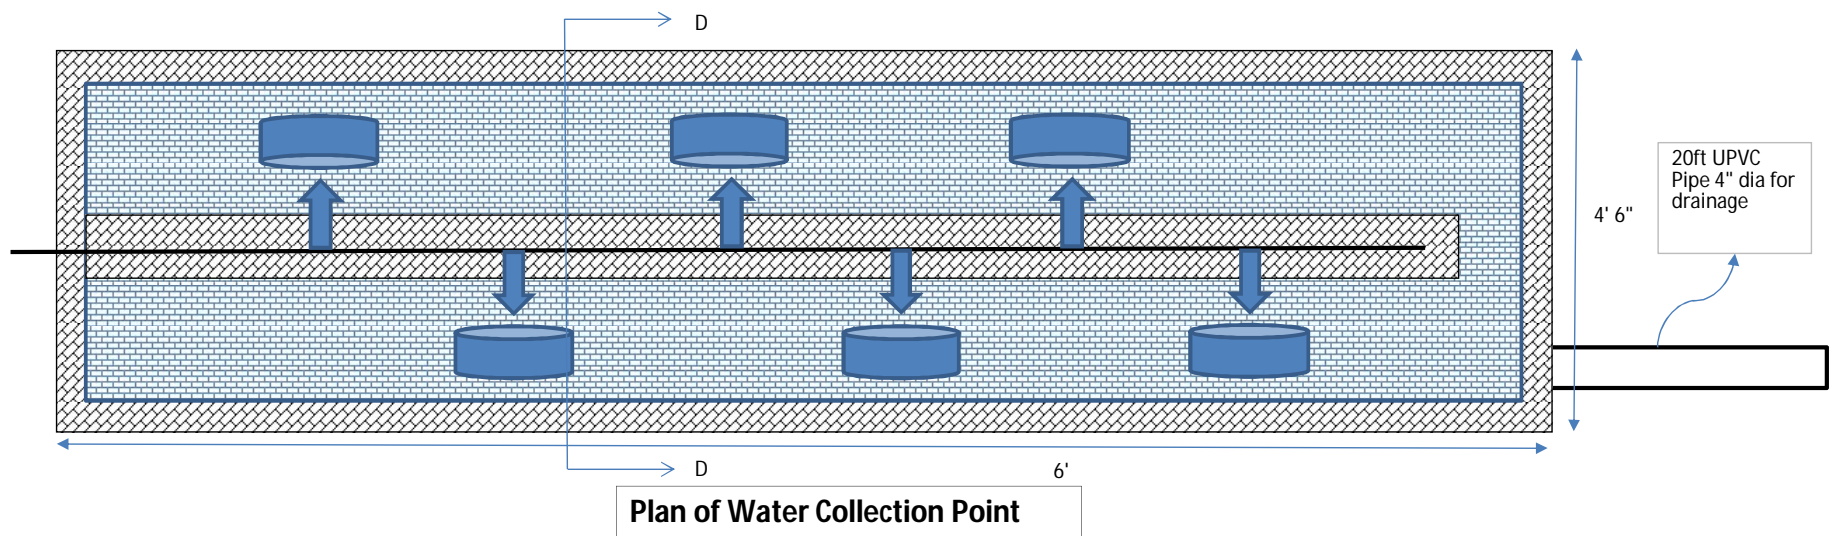 D
20ft UPVC
Pipe 4" dia for
drainage
4' 6"
D
6'
Plan of Water Collection Point